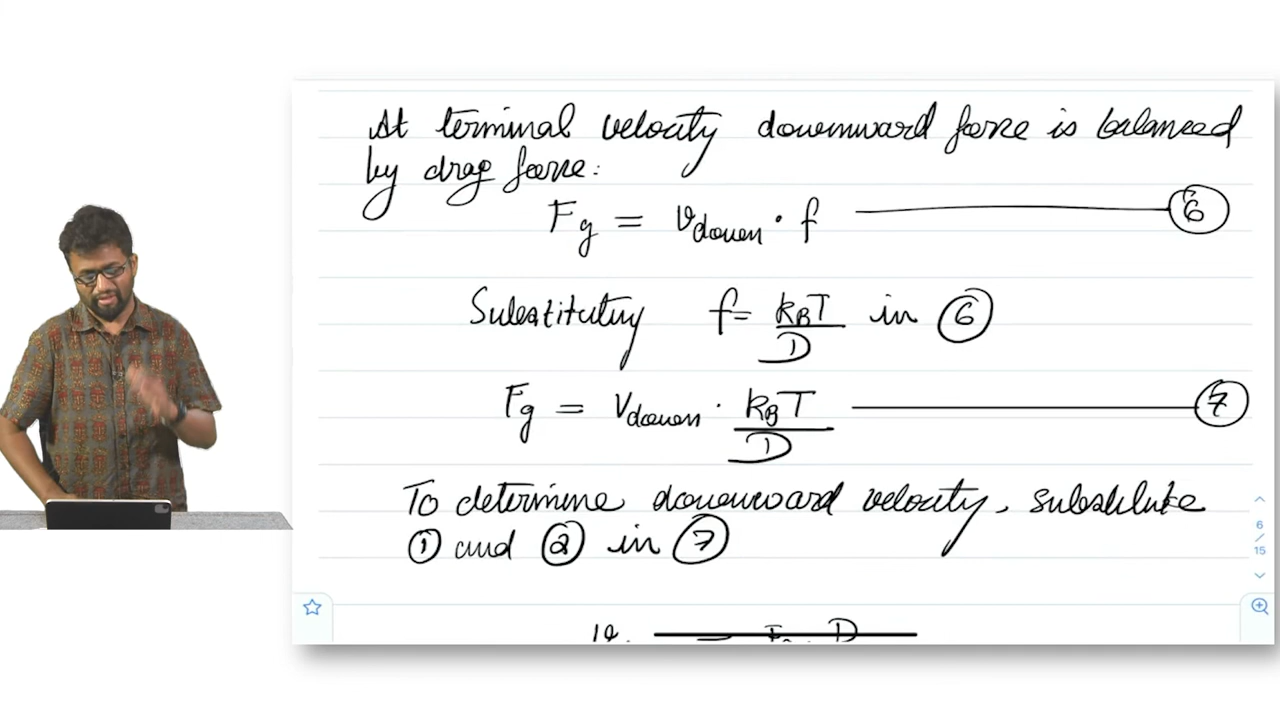 At terminal velocity downward force is balanced
by drag force:
Fg = vdown · f ⑥
Substituting f = kBT/D in ⑥
Fg = vdown · kBT/D ⑦
To determine downward velocity, substitute
① and ② in ⑦
6
/
15